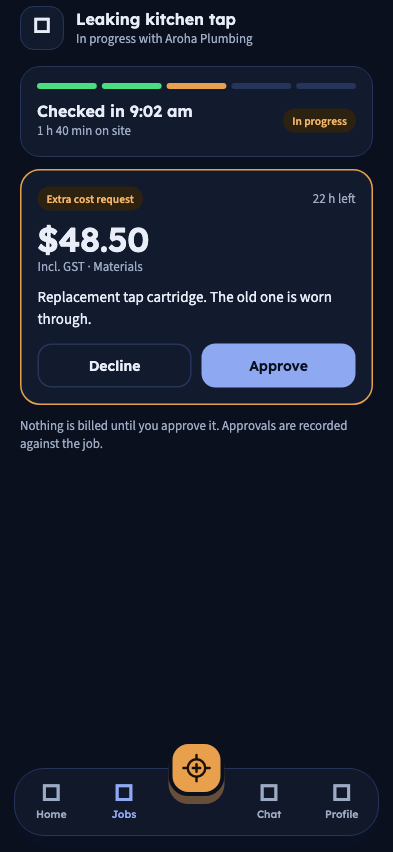 Leaking kitchen tap
In progress with Aroha Plumbing
Checked in 9:02 am
1 h 40 min on site
In progress
Extra cost request
22 h left
$48.50
Incl. GST · Materials
Replacement tap cartridge. The old one is worn
through.
Decline
Approve
Nothing is billed until you approve it. Approvals are recorded
against the job.
Home
Jobs
Chat
Profile